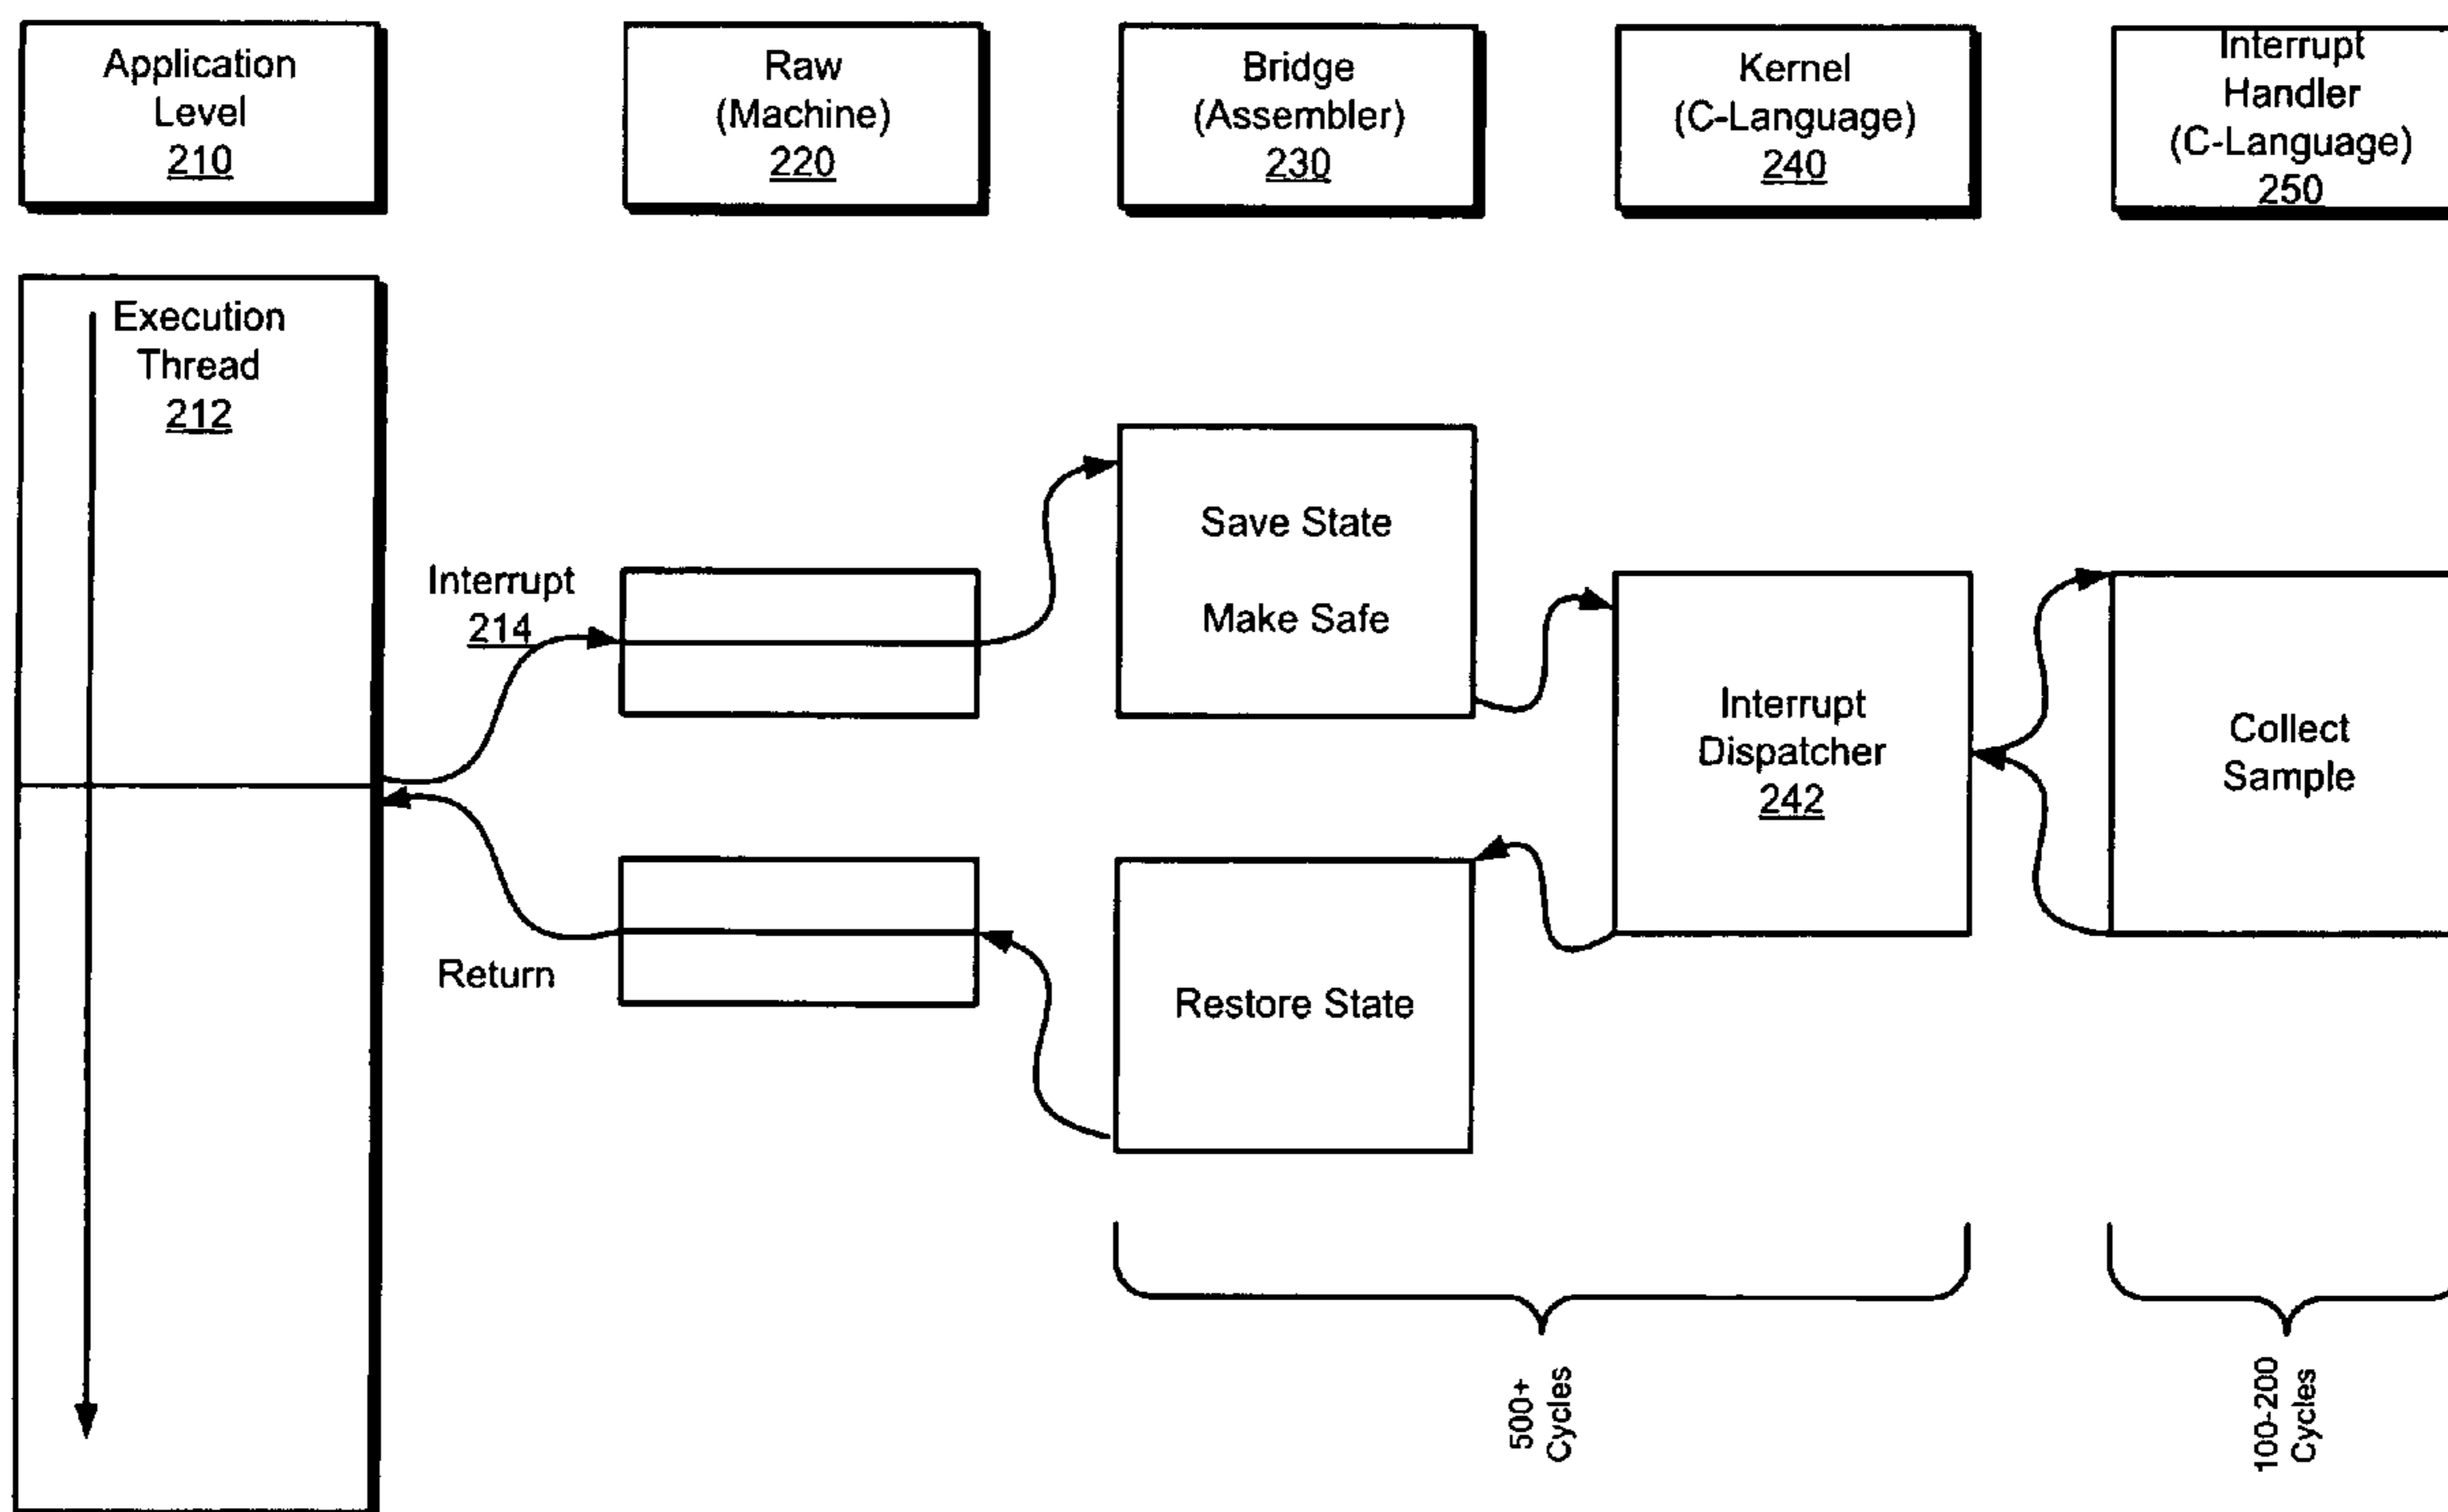 Application
Level
210
Raw
(Machine)
220
Bridge
(Assembler)
230
Kernel
(C-Language)
240
Interrupt
Handler
(C-Language)
250
Execution
Thread
212
Interrupt
214
Save State
Make Safe
Interrupt
Dispatcher
242
Collect
Sample
Return
Restore State
500+
Cycles
100-200
Cycles